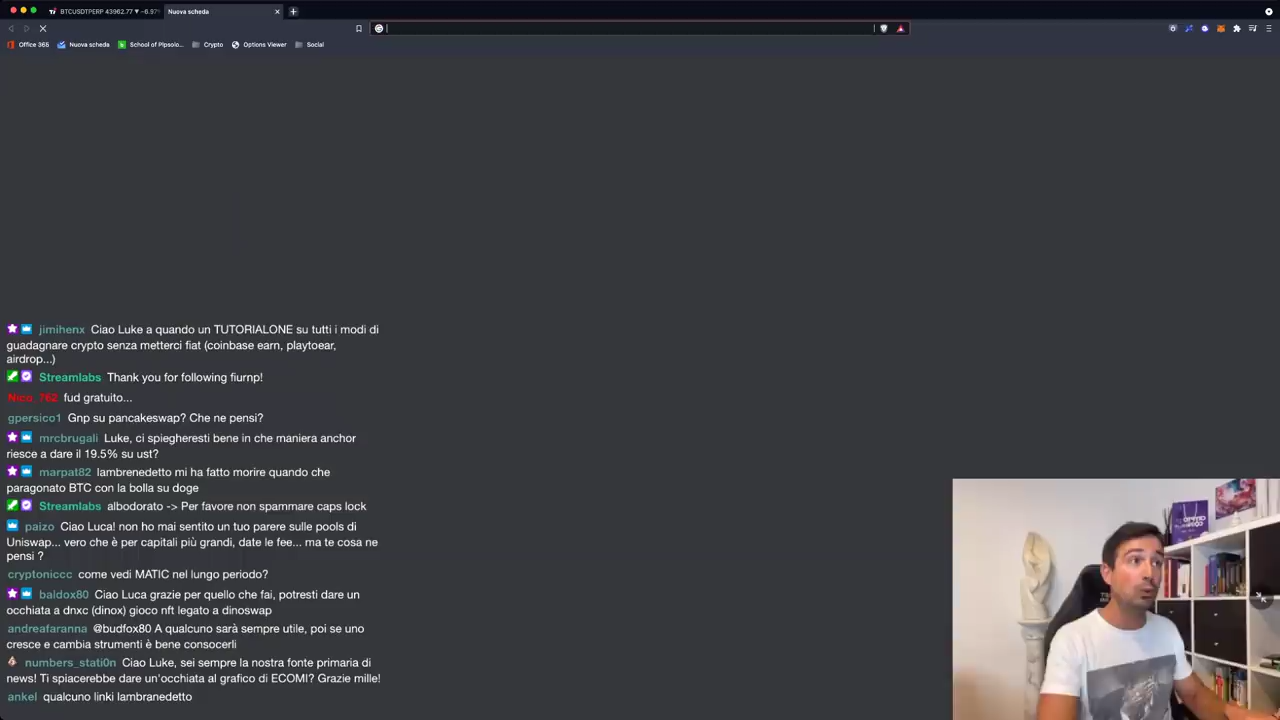 BTCUSDTPERP 43962.77 ▼ −6.97%
Nuova scheda
Office 365
Nuova scheda
School of Pipsolo...
Crypto
Options Viewer
Social
jimihenx Ciao Luke a quando un TUTORIALONE su tutti i modi di
guadagnare crypto senza metterci fiat (coinbase earn, playtoear,
airdrop...)
Streamlabs Thank you for following fiurnp!
Nico_762 fud gratuito...
gpersico1 Gnp su pancakeswap? Che ne pensi?
mrcbrugali Luke, ci spiegheresti bene in che maniera anchor
riesce a dare il 19.5% su ust?
marpat82 lambrenedetto mi ha fatto morire quando che
paragonato BTC con la bolla su doge
Streamlabs albodorato -> Per favore non spammare caps lock
paizo Ciao Luca! non ho mai sentito un tuo parere sulle pools di
Uniswap... vero che è per capitali più grandi, date le fee... ma te cosa ne
pensi ?
cryptoniccc come vedi MATIC nel lungo periodo?
baldox80 Ciao Luca grazie per quello che fai, potresti dare un
occhiata a dnxc (dinox) gioco nft legato a dinoswap
andreafaranna @budfox80 A qualcuno sarà sempre utile, poi se uno
cresce e cambia strumenti è bene consocerli
numbers_stati0n Ciao Luke, sei sempre la nostra fonte primaria di
news! Ti spiacerebbe dare un'occhiata al grafico di ECOMI? Grazie mille!
ankel qualcuno linki lambranedetto